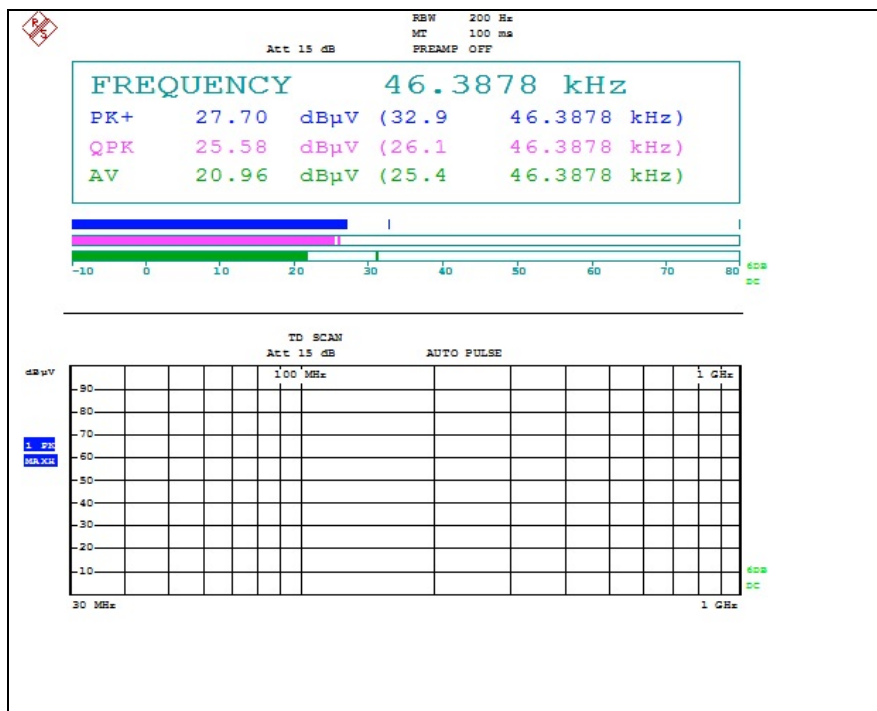 R S
RBW 200 Hz
MT 100 ms
Att 15 dB PREAMP OFF
FREQUENCY 46.3878 kHz
PK+ 27.70 dBµV (32.9 46.3878 kHz)
QPK 25.58 dBµV (26.1 46.3878 kHz)
AV 20.96 dBµV (25.4 46.3878 kHz)
-10 0 10 20 30 40 50 60 70 80
6DB
DC
TD SCAN
Att 15 dB AUTO PULSE
dBµV
100 MHz 1 GHz
90
80
70
1 PK
MAXH
60
50
40
30
20
10
6DB
DC
30 MHz 1 GHz